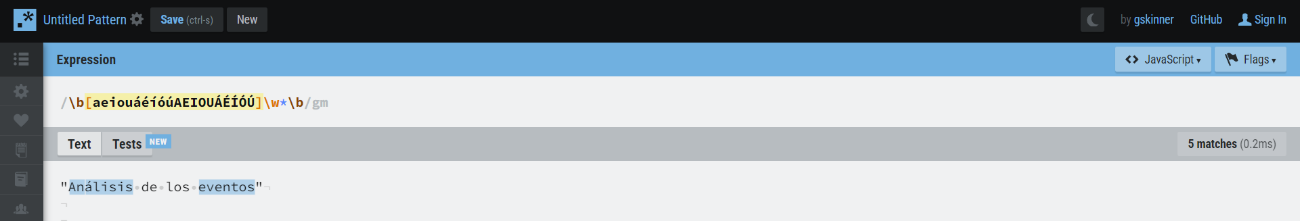 Untitled Pattern Save (ctrl-s) New by gskinner GitHub Sign In
Expression JavaScript Flags
/\b[aeiouáéíóúAEIOUÁÉÍÓÚ]\w*\b/gm
Text Tests NEW 5 matches (0.2ms)
"Análisis de los eventos"